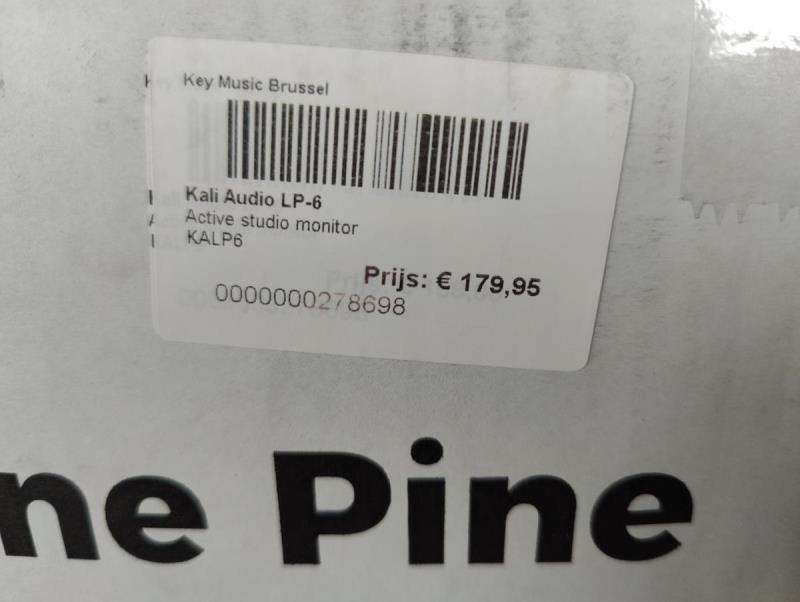 Key Music Brussel
Kali Audio LP-6
Active studio monitor
KALP6
Prijs: € 179,95
0000000278698
ne Pine